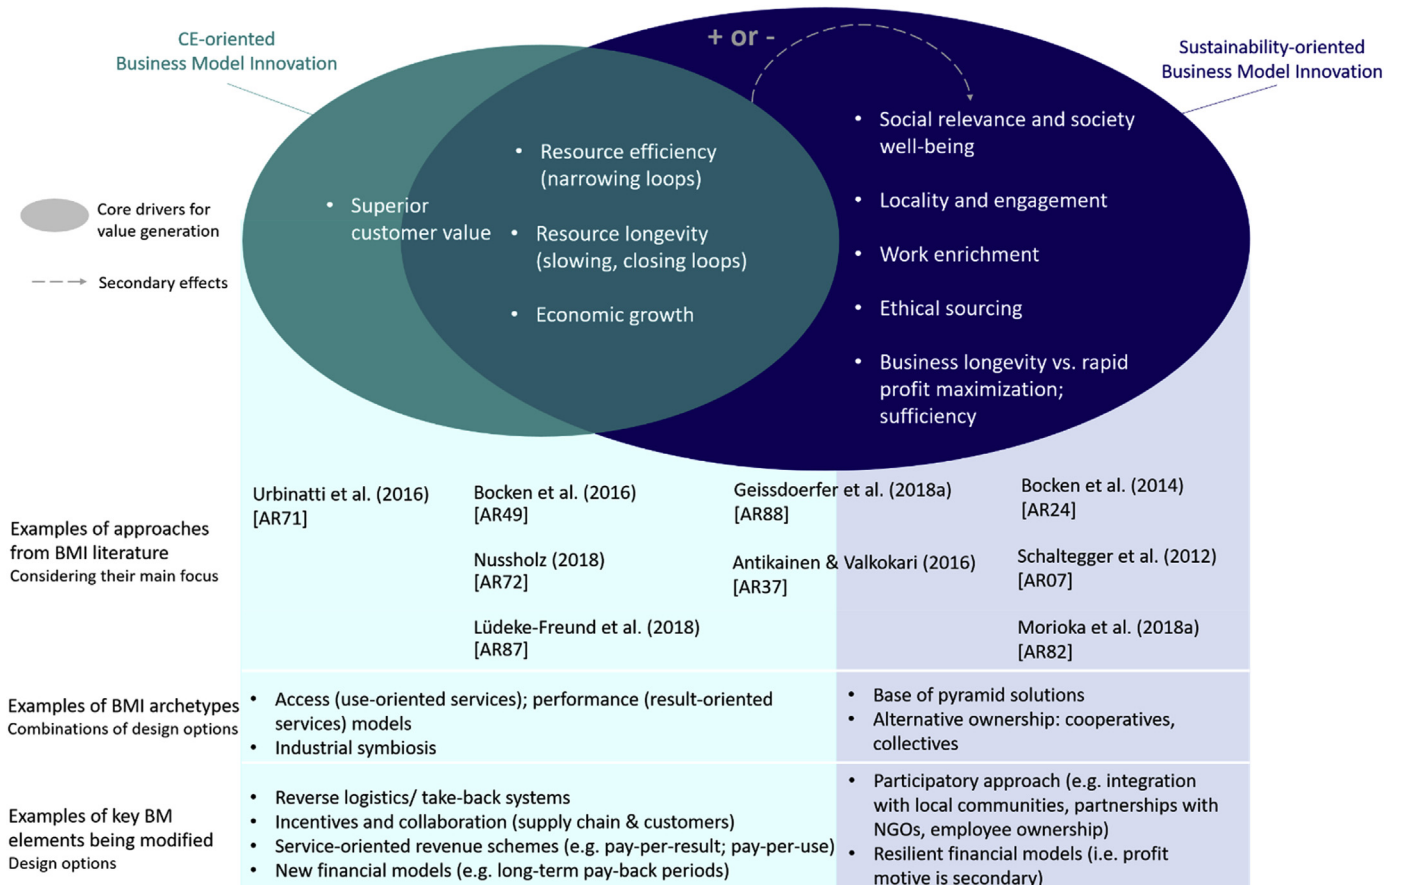 CE-oriented
Business Model Innovation
+ or -
Sustainability-oriented
Business Model Innovation
Core drivers for
value generation
Secondary effects
• Superior
customer value
• Resource efficiency
(narrowing loops)
• Resource longevity
(slowing, closing loops)
• Economic growth
• Social relevance and society
well-being
• Locality and engagement
• Work enrichment
• Ethical sourcing
• Business longevity vs. rapid
profit maximization;
sufficiency
Examples of approaches
from BMI literature
Considering their main focus
Urbinatti et al. (2016)
[AR71]
Bocken et al. (2016)
[AR49]
Nussholz (2018)
[AR72]
Lüdeke-Freund et al. (2018)
[AR87]
Geissdoerfer et al. (2018a)
[AR88]
Antikainen & Valkokari (2016)
[AR37]
Bocken et al. (2014)
[AR24]
Schaltegger et al. (2012)
[AR07]
Morioka et al. (2018a)
[AR82]
Examples of BMI archetypes
Combinations of design options
• Access (use-oriented services); performance (result-oriented
services) models
• Industrial symbiosis
• Base of pyramid solutions
• Alternative ownership: cooperatives,
collectives
Examples of key BM
elements being modified
Design options
• Reverse logistics/ take-back systems
• Incentives and collaboration (supply chain & customers)
• Service-oriented revenue schemes (e.g. pay-per-result; pay-per-use)
• New financial models (e.g. long-term pay-back periods)
• Participatory approach (e.g. integration
with local communities, partnerships with
NGOs, employee ownership)
• Resilient financial models (i.e. profit
motive is secondary)